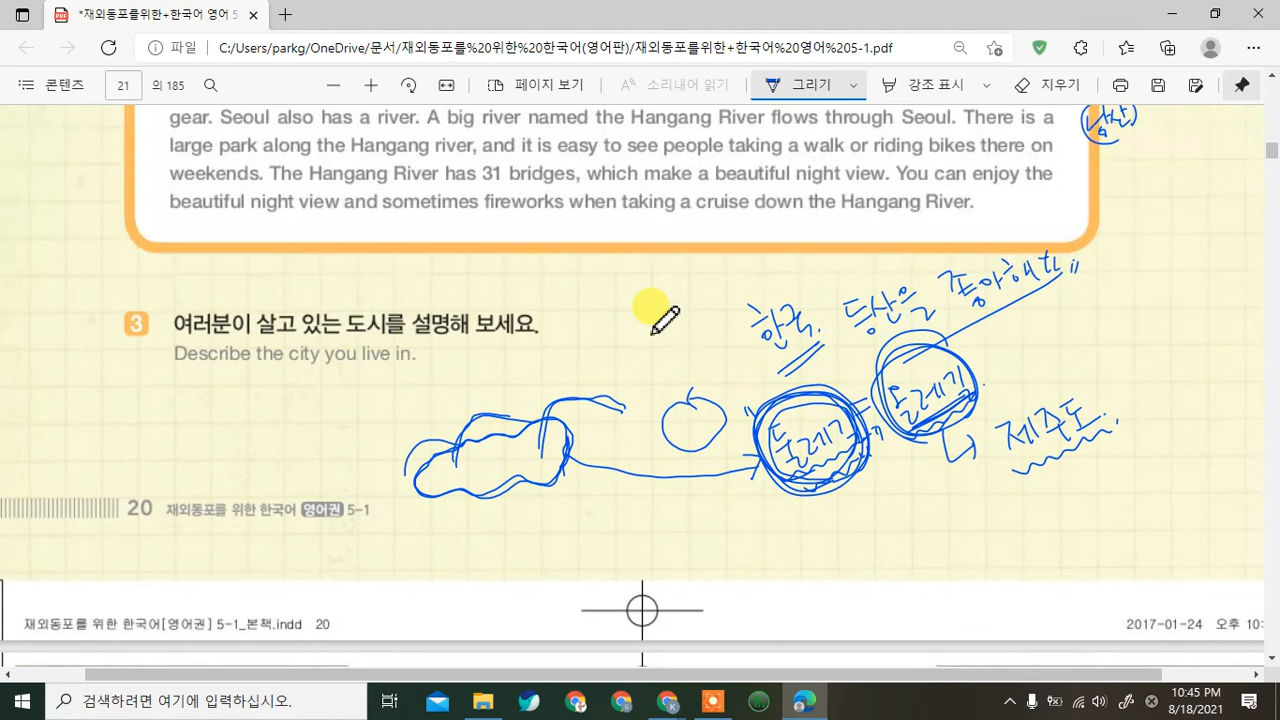 *재외동포를위한+한국어 영어 5-
파일
C:/Users/parkg/OneDrive/문서/재외동포를%20위한%20한국어(영어판)/재외동포를위한+한국어%20영어%205-1.pdf
콘텐츠
21
의 185
페이지 보기
소리내어 읽기
그리기
강조 표시
지우기
gear. Seoul also has a river. A big river named the Hangang River flows through Seoul. There is a
large park along the Hangang river, and it is easy to see people taking a walk or riding bikes there on
weekends. The Hangang River has 31 bridges, which make a beautiful night view. You can enjoy the
beautiful night view and sometimes fireworks when taking a cruise down the Hangang River.
남산
3 여러분이 살고 있는 도시를 설명해 보세요.
Describe the city you live in.
한국. 등산을 좋아해
둘레길
올레길
제주도
20 재외동포를 위한 한국어 영어권 5-1
재외동포를 위한 한국어[영어권] 5-1_본책.indd 20
2017-01-24 오후 10:
검색하려면 여기에 입력하십시오.
10:45 PM
8/18/2021